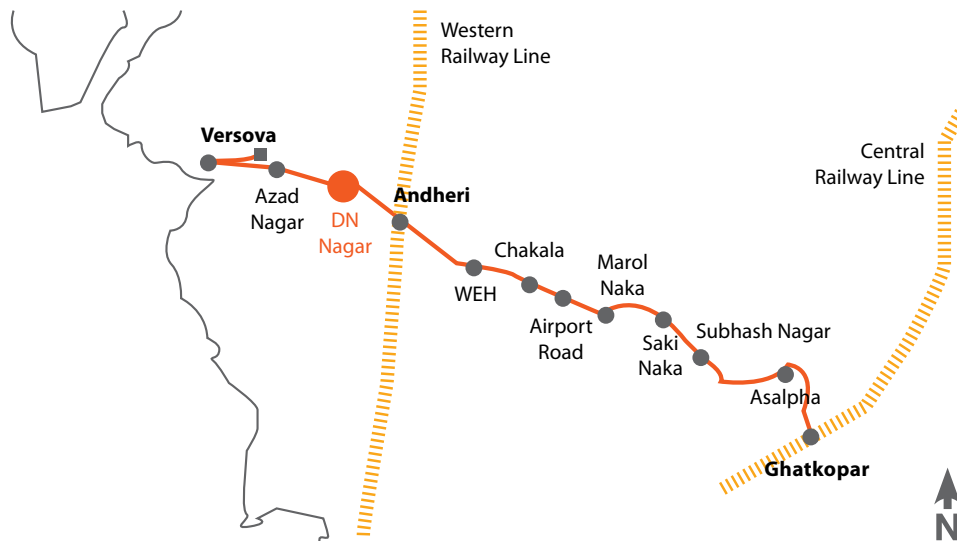 Western
Railway Line
Versova
Central
Railway Line
Azad
Nagar
DN
Nagar
Andheri
Chakala
WEH
Marol
Naka
Airport
Road
Saki
Naka
Subhash Nagar
Asalpha
Ghatkopar
N